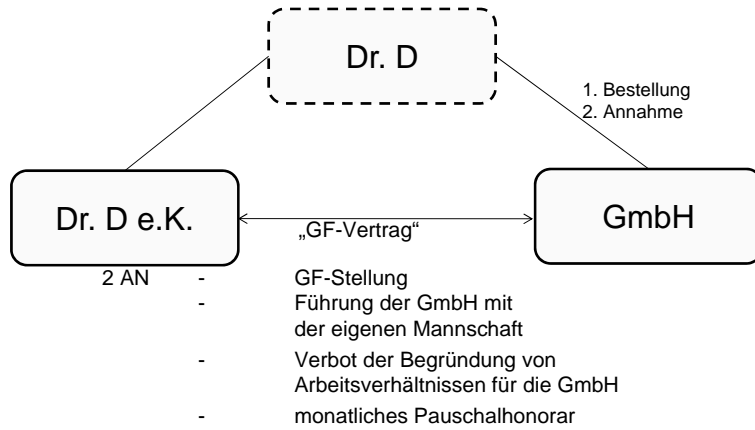 Dr. D
1. Bestellung
2. Annahme
Dr. D e.K.
GmbH
„GF-Vertrag“
2 AN - GF-Stellung
- Führung der GmbH mit
der eigenen Mannschaft
- Verbot der Begründung von
Arbeitsverhältnissen für die GmbH
- monatliches Pauschalhonorar